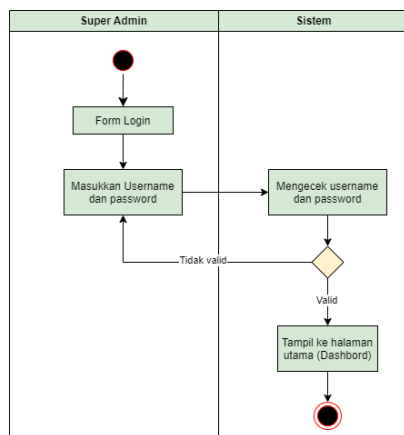 Super Admin
Sistem
Form Login
Masukkan Username
dan password
Mengecek username
dan password
Tidak valid
Valid
Tampil ke halaman
utama (Dashbord)